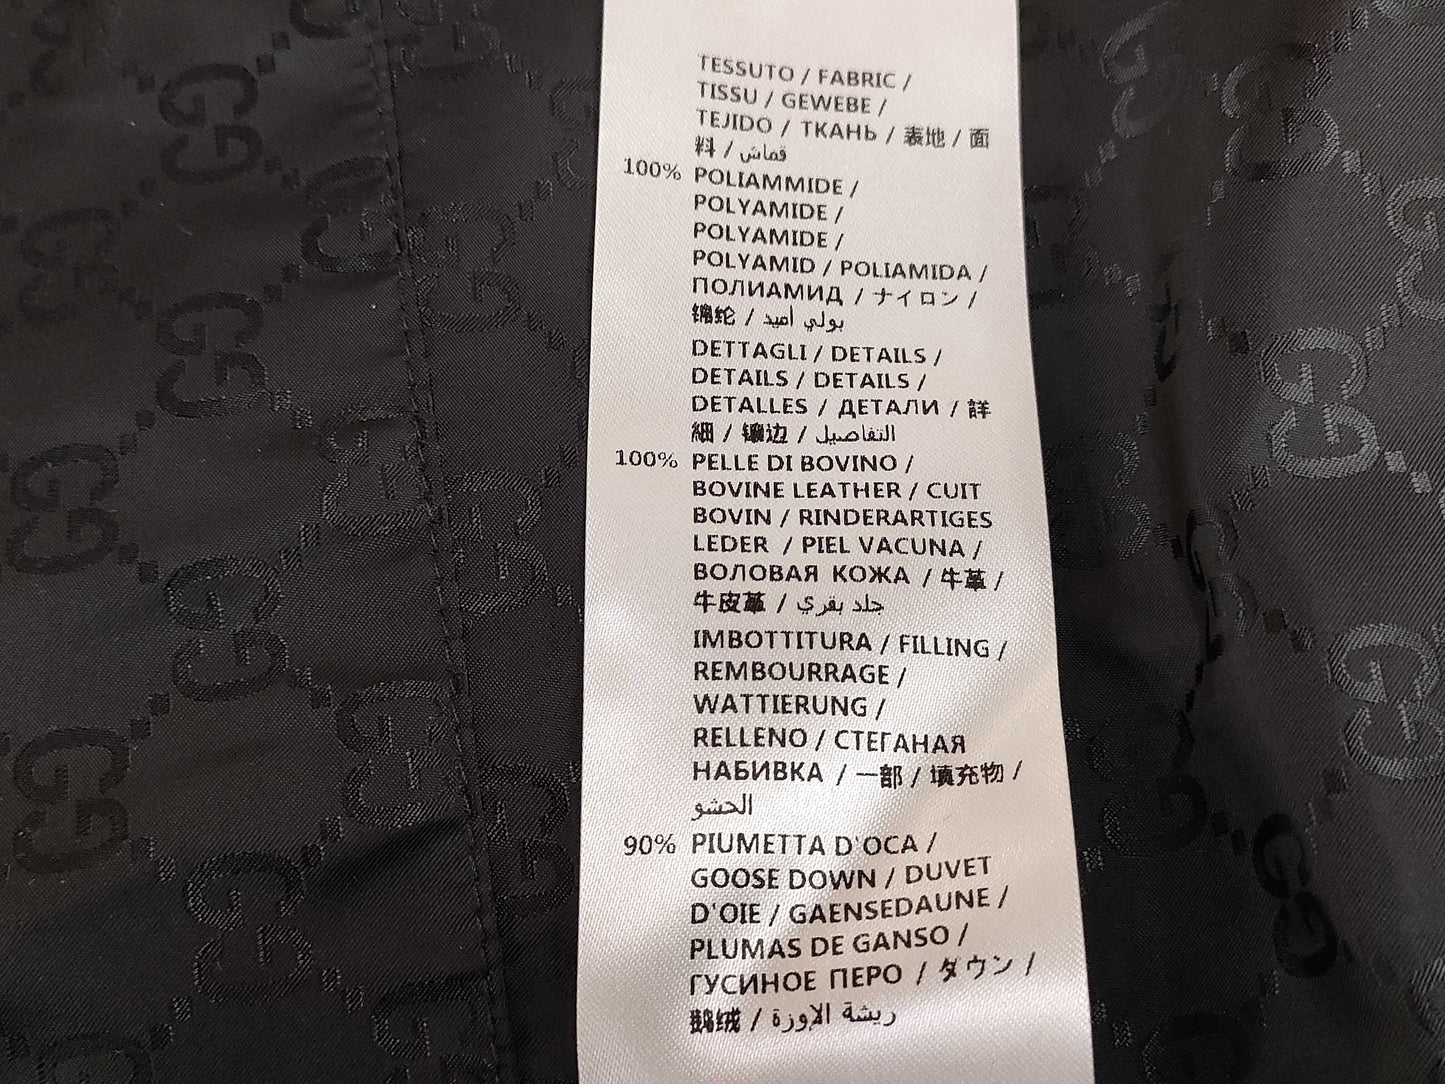 TESSUTO / FABRIC /
TISSU / GEWEBE /
TEJIDO / ТКАНЬ / 表地 / 面
料 / قماش
100% POLIAMMIDE /
POLYAMIDE /
POLYAMIDE /
POLYAMID / POLIAMIDA /
ПОЛИАМИД / ナイロン /
锦蛇 / بولي أميد
DETTAGLI / DETAILS /
DETAILS / DETAILS /
DETALLES / ДЕТАЛИ / 詳
細 / 镶边 / التفاصيل
100% PELLE DI BOVINO /
BOVINE LEATHER / CUIT
BOVIN / RINDERARTIGES
LEDER / PIEL VACUNA /
ВОЛОВАЯ КОЖА / 牛革 /
牛皮革 / جلد بقري
IMBOTTITURA / FILLING /
REMBOURRAGE /
WATTIERUNG /
RELLENO / СТЕГАНАЯ
НАБИВКА / 一部 / 填充物 /
الحشو
90% PIUMETTA D'OCA /
GOOSE DOWN / DUVET
D'OIE / GAENSEDAUNE /
PLUMAS DE GANSO /
ГУСИНОЕ ПЕРО / ダウン /
鹅绒 / ريشة الإوزة